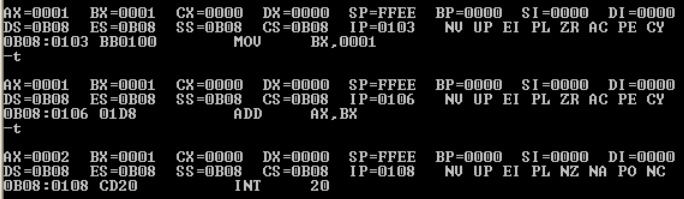 AX=0001  BX=0001  CX=0000  DX=0000  SP=FFEE  BP=0000  SI=0000  DI=0000
DS=0B08  ES=0B08  SS=0B08  CS=0B08  IP=0103   NV UP EI PL ZR AC PE CY
0B08:0103 BB0100        MOV     BX,0001
-t

AX=0001  BX=0001  CX=0000  DX=0000  SP=FFEE  BP=0000  SI=0000  DI=0000
DS=0B08  ES=0B08  SS=0B08  CS=0B08  IP=0106   NV UP EI PL ZR AC PE CY
0B08:0106 01D8          ADD     AX,BX
-t

AX=0002  BX=0001  CX=0000  DX=0000  SP=FFEE  BP=0000  SI=0000  DI=0000
DS=0B08  ES=0B08  SS=0B08  CS=0B08  IP=0108   NV UP EI PL NZ NA PO NC
0B08:0108 CD20          INT     20